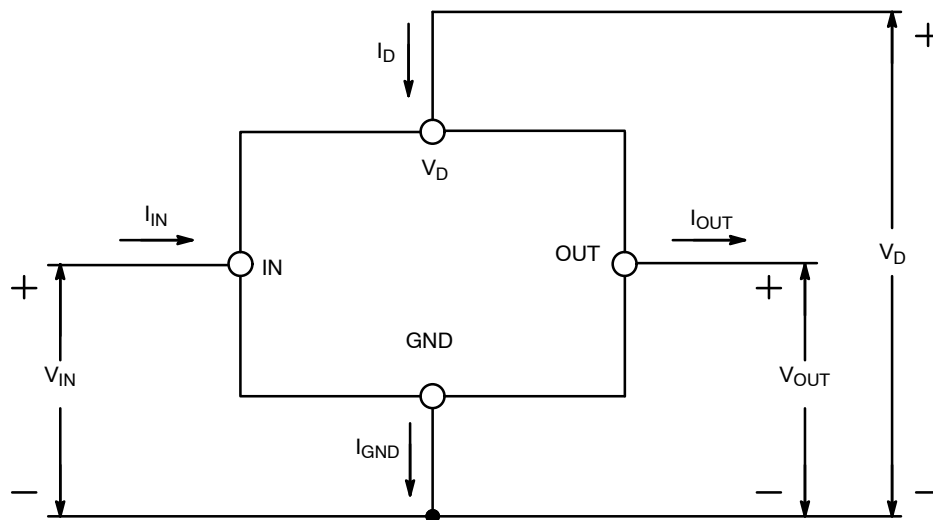 I_D
+
V_D
I_IN
I_OUT
IN
OUT
V_D
+
+
GND
V_IN
V_OUT
I_GND
−
−
−